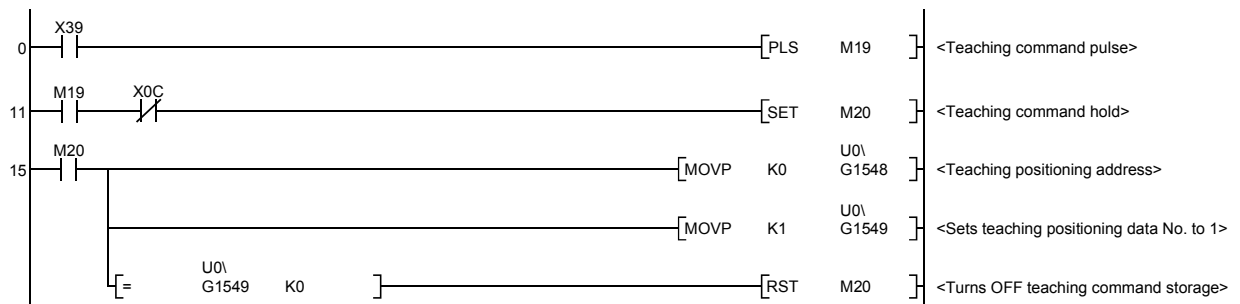 X39
0 PLS M19 <Teaching command pulse>
M19 X0C
11 SET M20 <Teaching command hold>
M20 U0\
15 MOVP K0 G1548 <Teaching positioning address>
U0\
MOVP K1 G1549 <Sets teaching positioning data No. to 1>
U0\
= G1549 K0 RST M20 <Turns OFF teaching command storage>